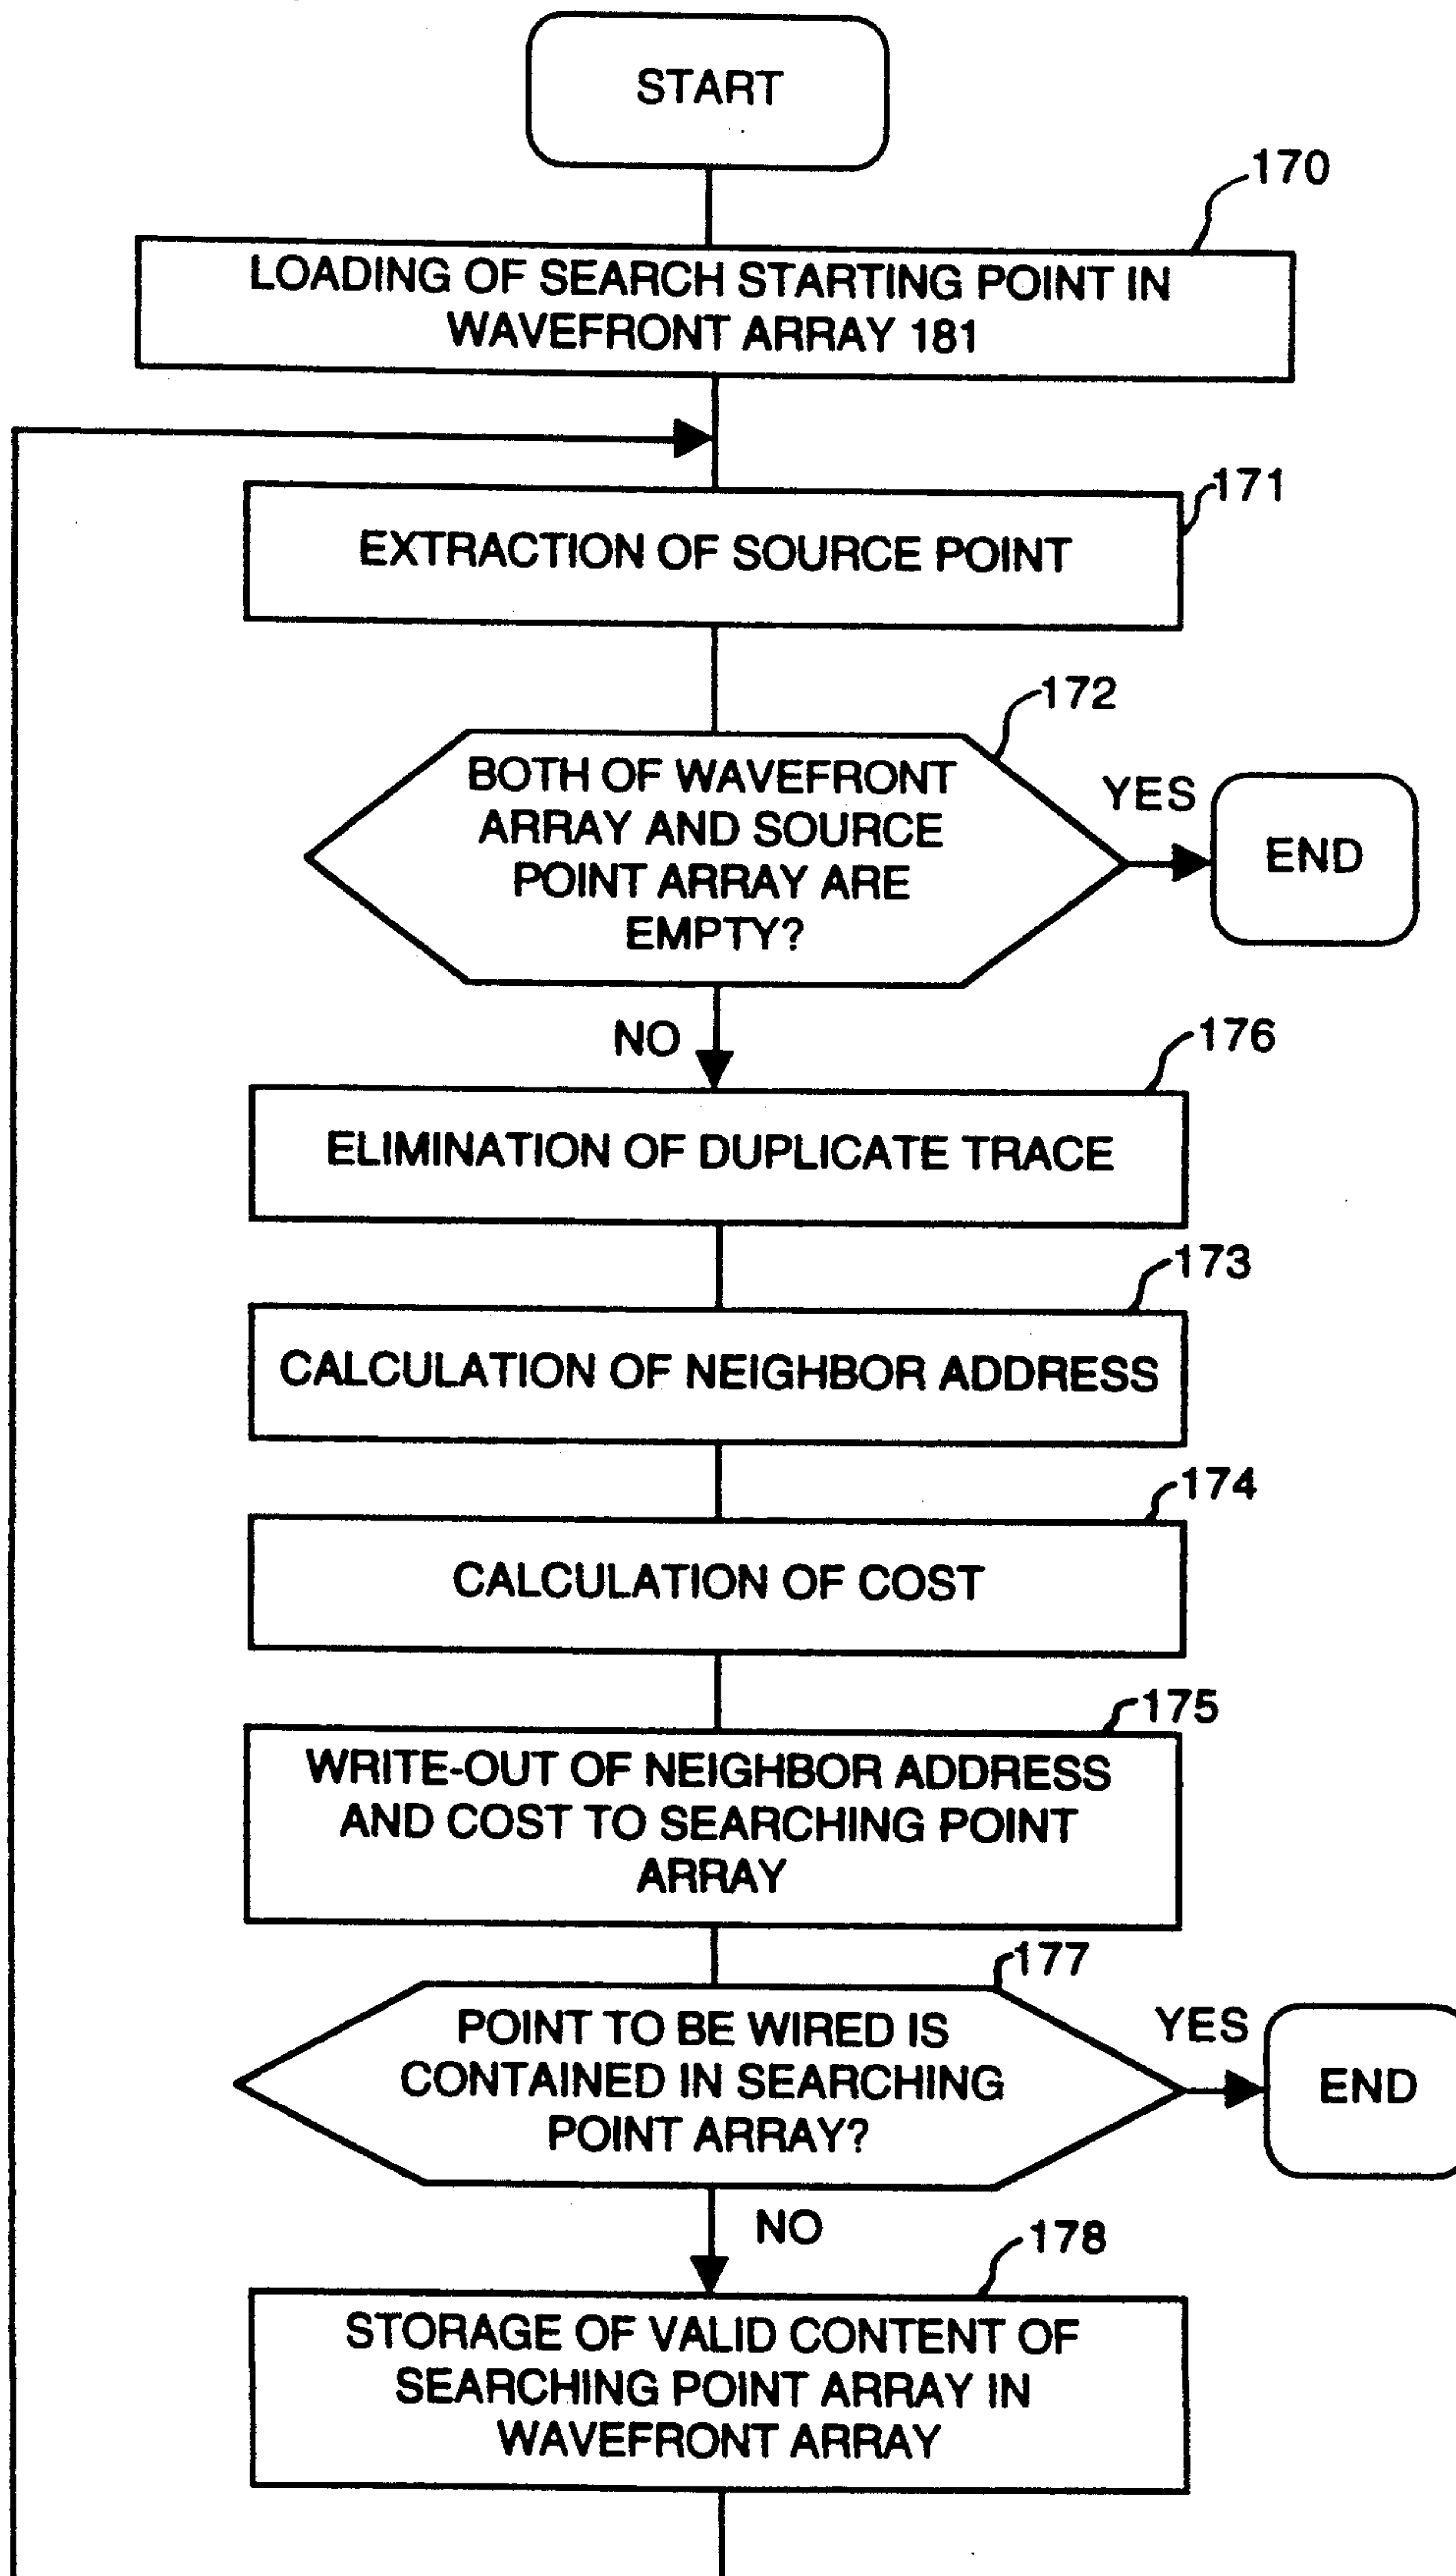 START
170
LOADING OF SEARCH STARTING POINT IN
WAVEFRONT ARRAY 181
171
EXTRACTION OF SOURCE POINT
172
BOTH OF WAVEFRONT
ARRAY AND SOURCE
POINT ARRAY ARE
EMPTY?
YES
END
NO
176
ELIMINATION OF DUPLICATE TRACE
173
CALCULATION OF NEIGHBOR ADDRESS
174
CALCULATION OF COST
175
WRITE-OUT OF NEIGHBOR ADDRESS
AND COST TO SEARCHING POINT
ARRAY
177
POINT TO BE WIRED IS
CONTAINED IN SEARCHING
POINT ARRAY?
YES
END
NO
178
STORAGE OF VALID CONTENT OF
SEARCHING POINT ARRAY IN
WAVEFRONT ARRAY